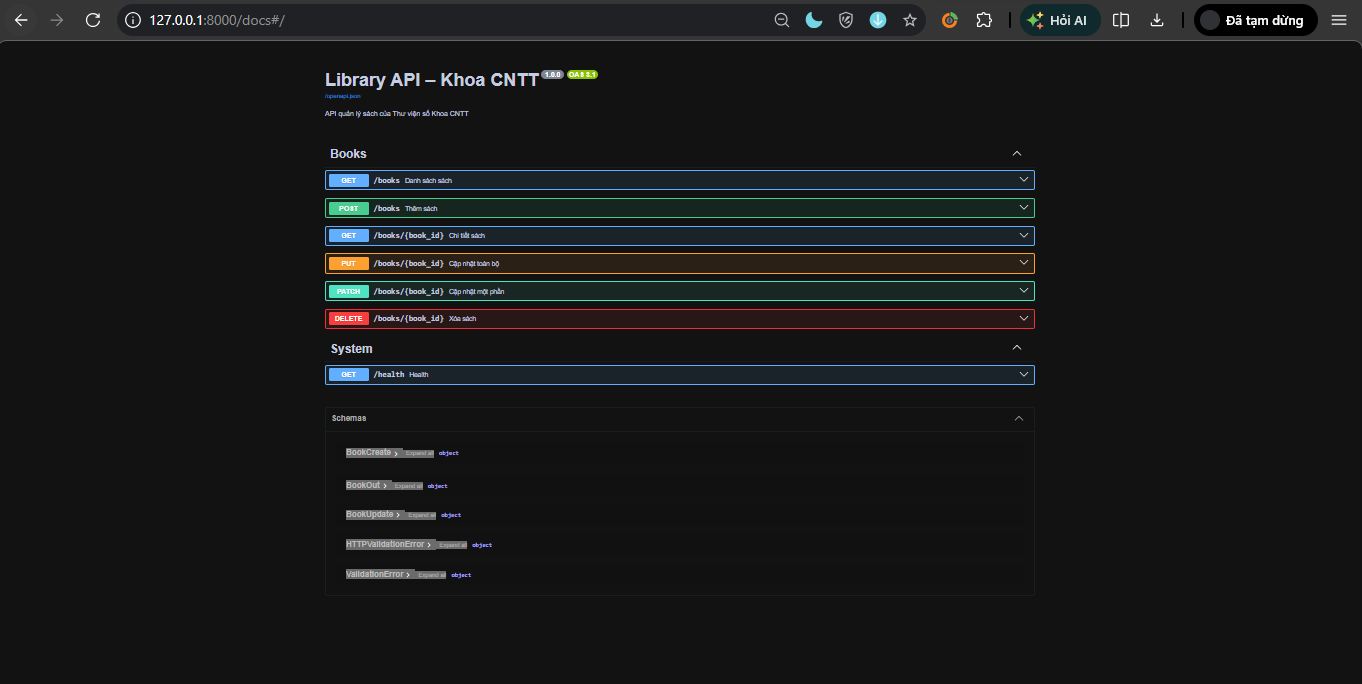 127.0.0.1:8000/docs#/
Hỏi AI
Đã tạm dừng
Library API – Khoa CNTT 1.0.0 OAS 3.1
/openapi.json
API quản lý sách của Thư viện số Khoa CNTT
Books
GET /books Danh sách sách
POST /books Thêm sách
GET /books/{book_id} Chi tiết sách
PUT /books/{book_id} Cập nhật toàn bộ
PATCH /books/{book_id} Cập nhật một phần
DELETE /books/{book_id} Xóa sách
System
GET /health Health
Schemas
BookCreate Expand all object
BookOut Expand all object
BookUpdate Expand all object
HTTPValidationError Expand all object
ValidationError Expand all object